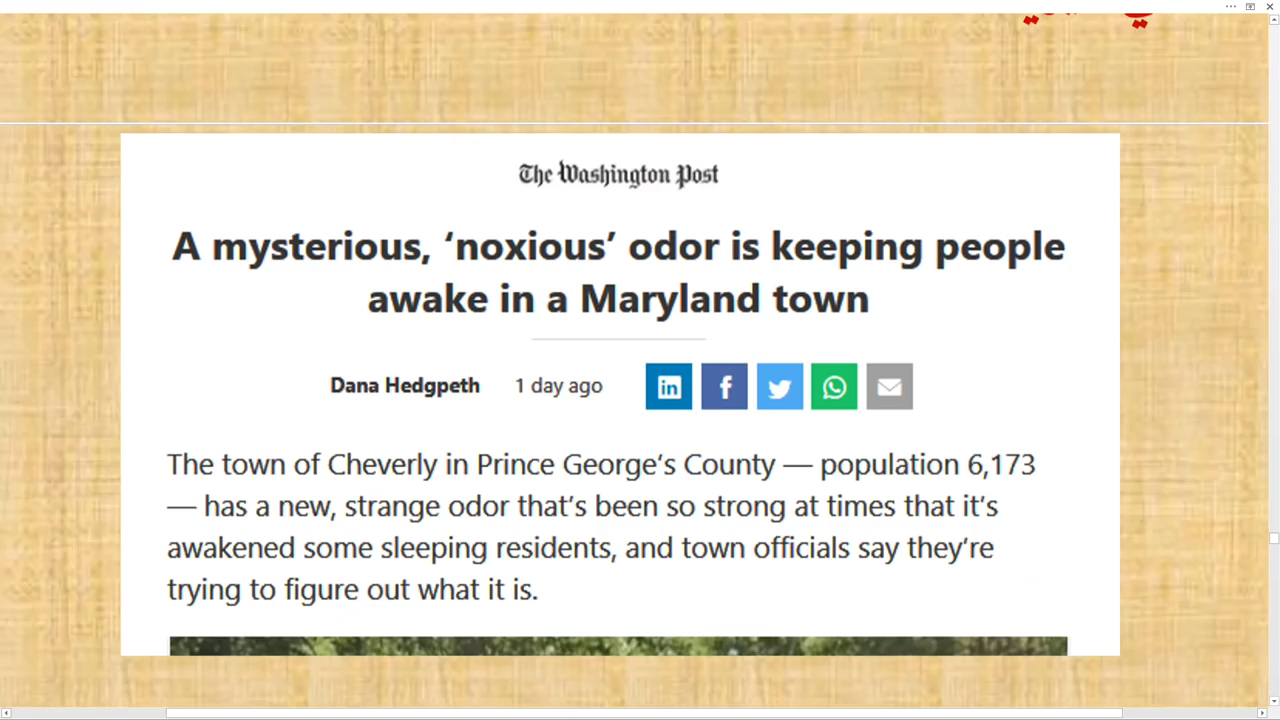 The Washington Post
A mysterious, ‘noxious’ odor is keeping people
awake in a Maryland town
Dana Hedgpeth 1 day ago
The town of Cheverly in Prince George’s County — population 6,173
— has a new, strange odor that’s been so strong at times that it’s
awakened some sleeping residents, and town officials say they’re
trying to figure out what it is.